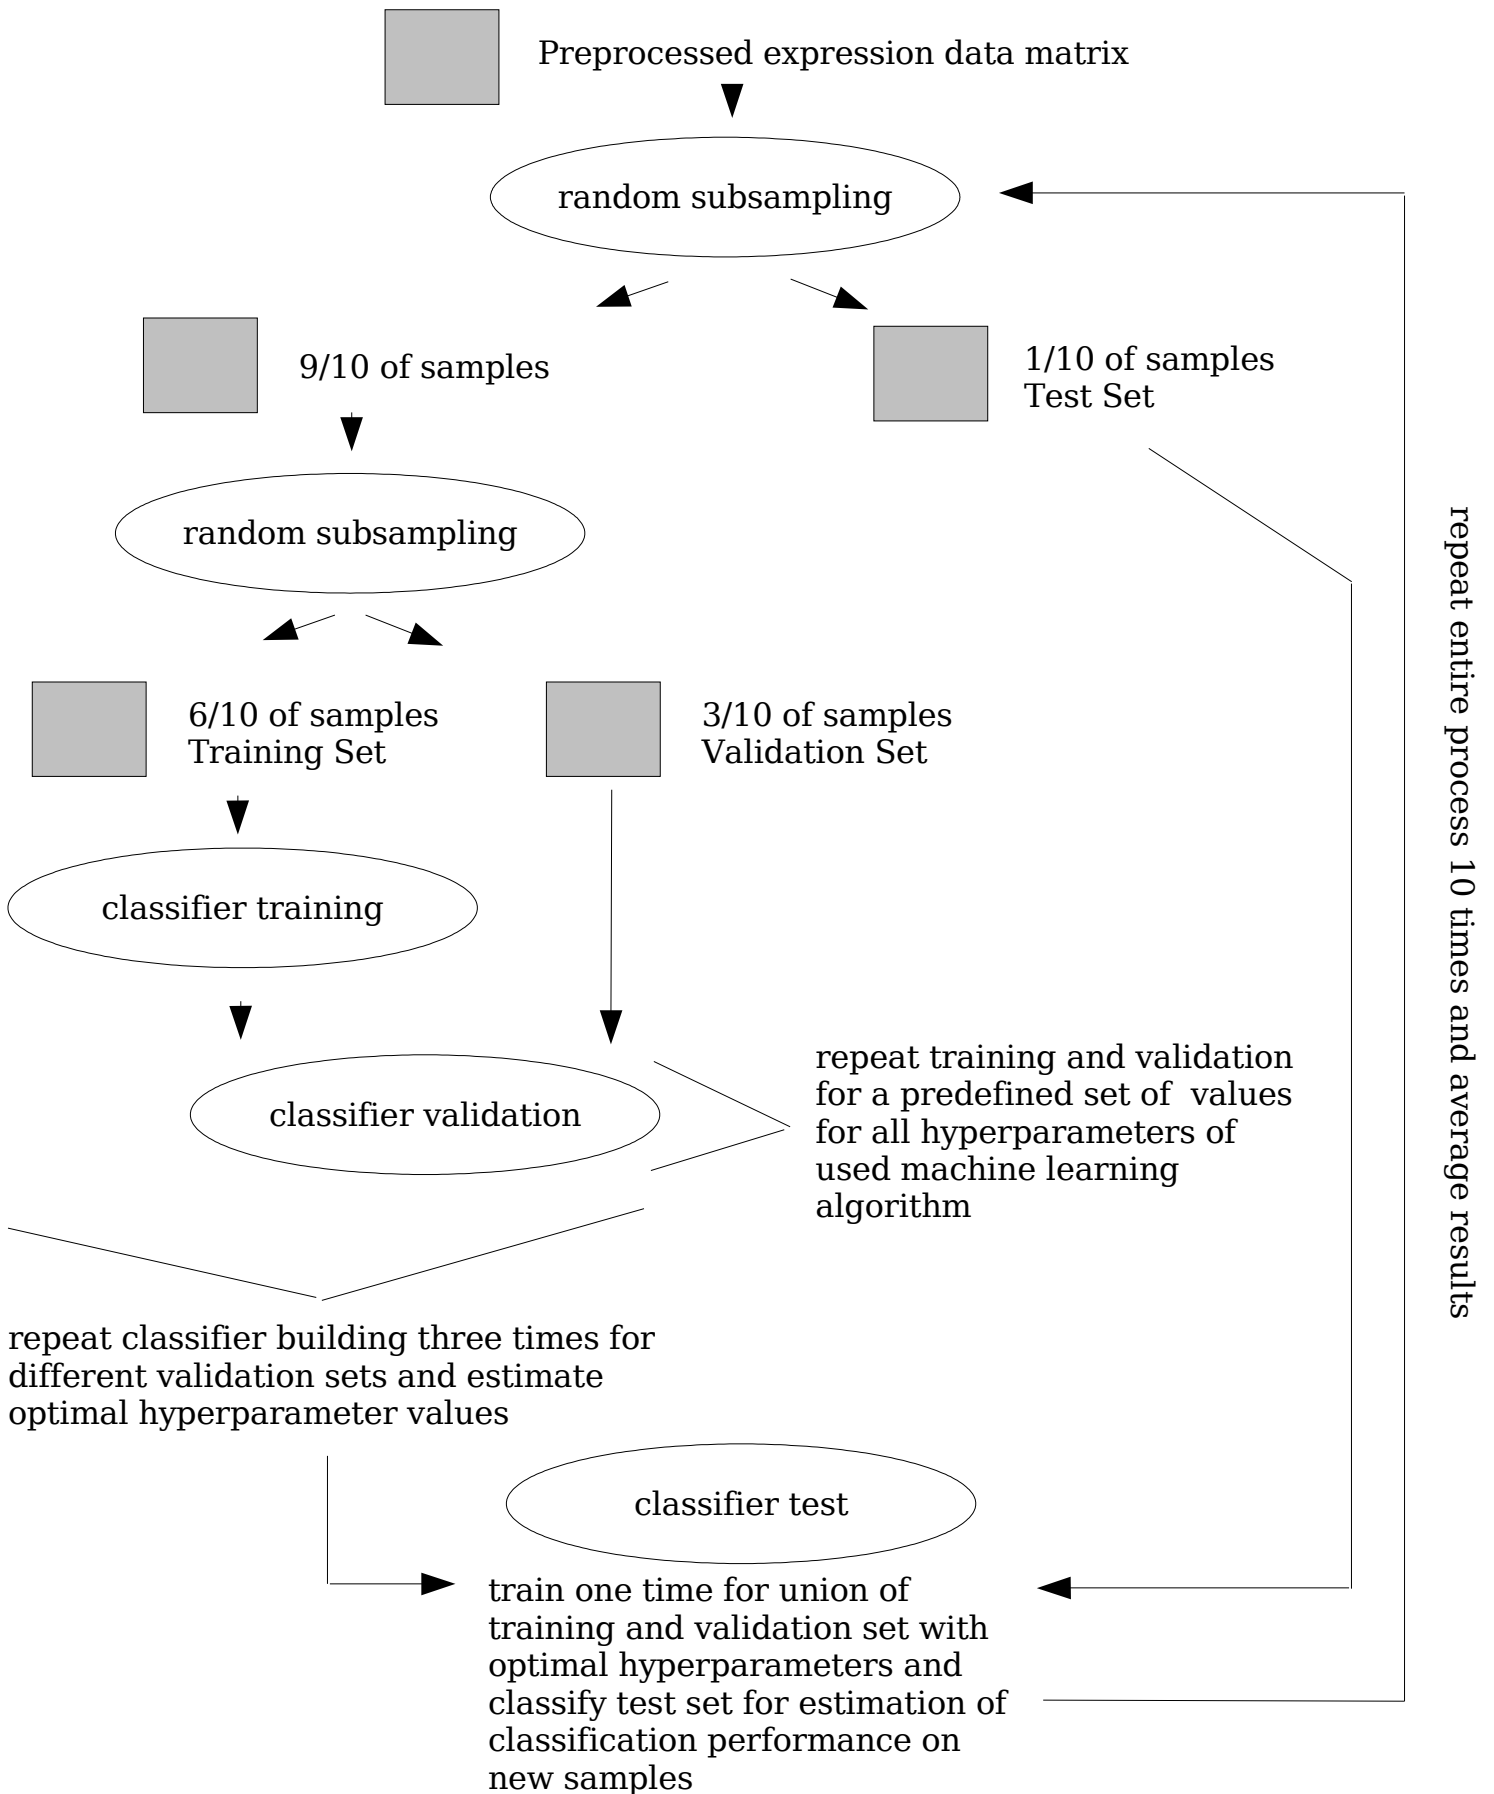 Preprocessed expression data matrix
random subsampling
9/10 of samples
1/10 of samples
Test Set
random subsampling
6/10 of samples
Training Set
3/10 of samples
Validation Set
classifier training
classifier validation
repeat training and validation
for a predefined set of  values
for all hyperparameters of
used machine learning
algorithm
repeat entire process 10 times and average results
repeat classifier building three times for
different validation sets and estimate
optimal hyperparameter values
classifier test
train one time for union of
training and validation set with
optimal hyperparameters and
classify test set for estimation of
classification performance on
new samples